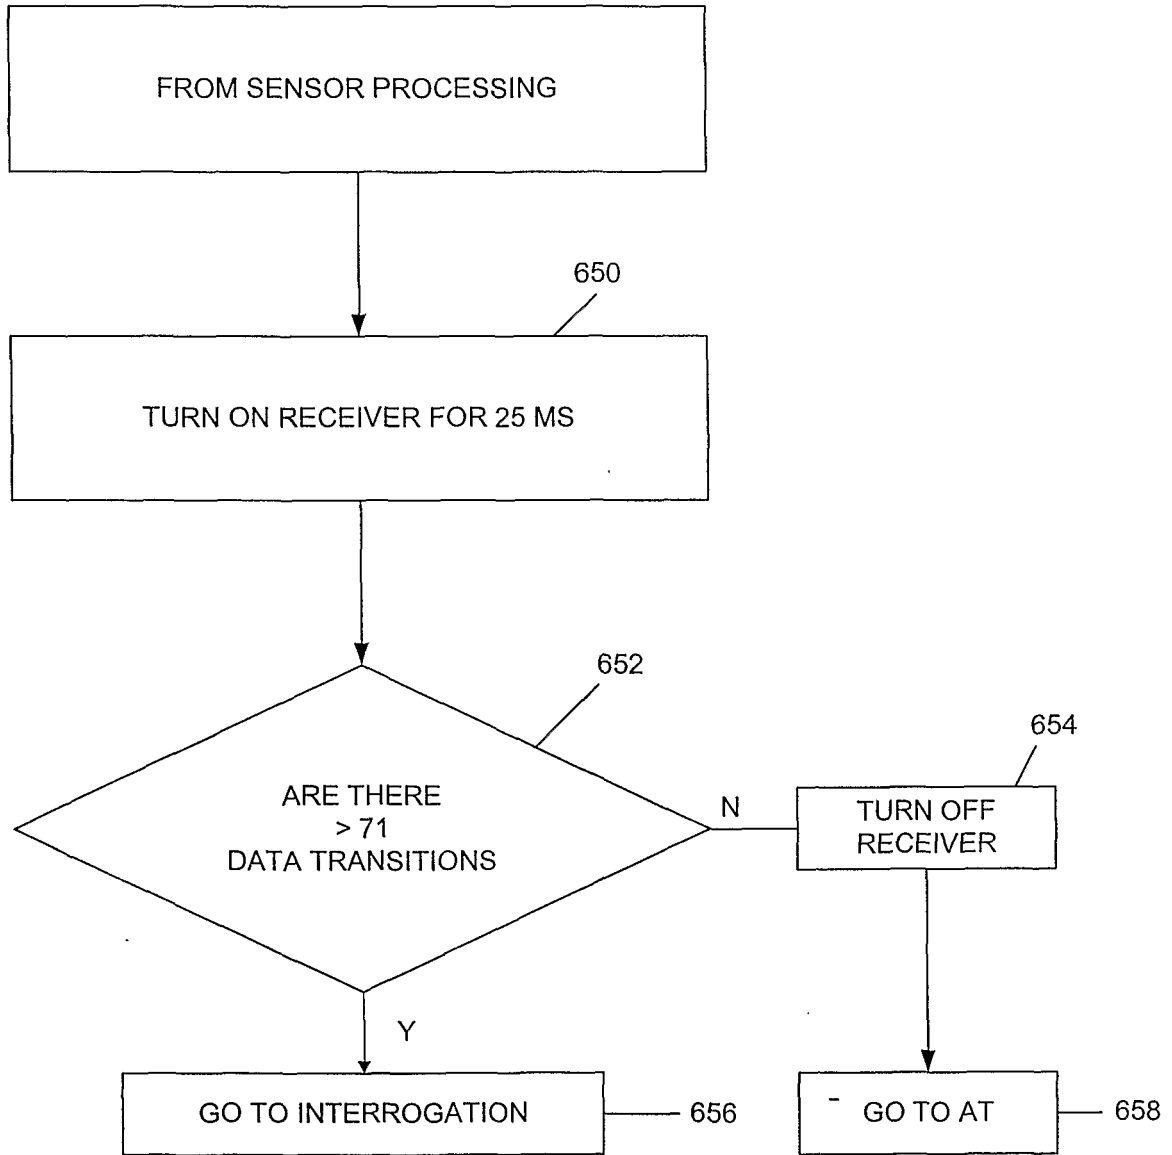 FROM SENSOR PROCESSING
650
TURN ON RECEIVER FOR 25 MS
652
654
ARE THERE
> 71
DATA TRANSITIONS
N
TURN OFF
RECEIVER
Y
GO TO INTERROGATION
656
GO TO AT
658